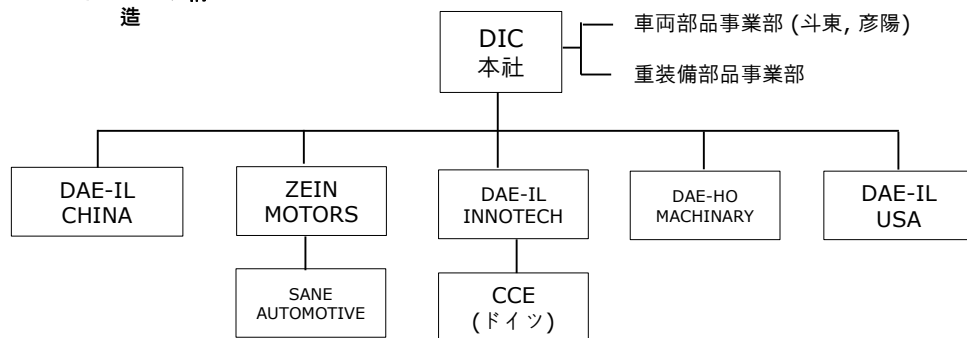 造
DIC
本社
車両部品事業部 (斗東, 彦陽)
重装備部品事業部
DAE-IL
CHINA
ZEIN
MOTORS
DAE-IL
INNOTECH
DAE-HO
MACHINARY
DAE-IL
USA
SANE
AUTOMOTIVE
CCE
(ドイツ)